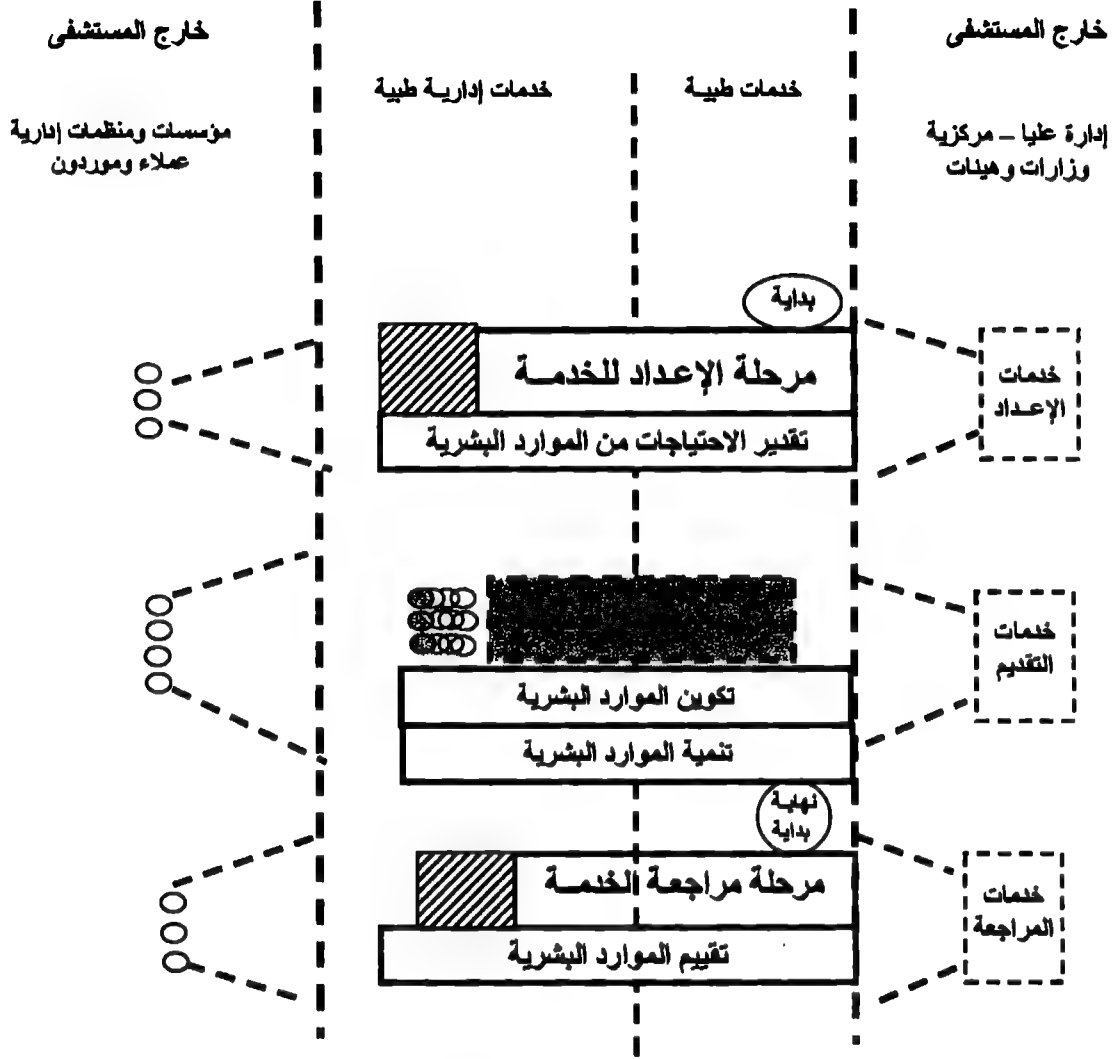 خارج المستشفى
خارج المستشفى
خدمات طبية
خدمات إدارية طبية
إدارة عليا – مركزية
وزارات وهيئات
مؤسسات ومنظمات إدارية
عملاء وموردون
بداية
خدمات
الإعداد
مرحلة الإعداد للخدمة
تقدير الاحتياجات من الموارد البشرية
خدمات
التقديم
تكوين الموارد البشرية
تنمية الموارد البشرية
نهاية
بداية
خدمات
المراجعة
مرحلة مراجعة الخدمة
تقييم الموارد البشرية